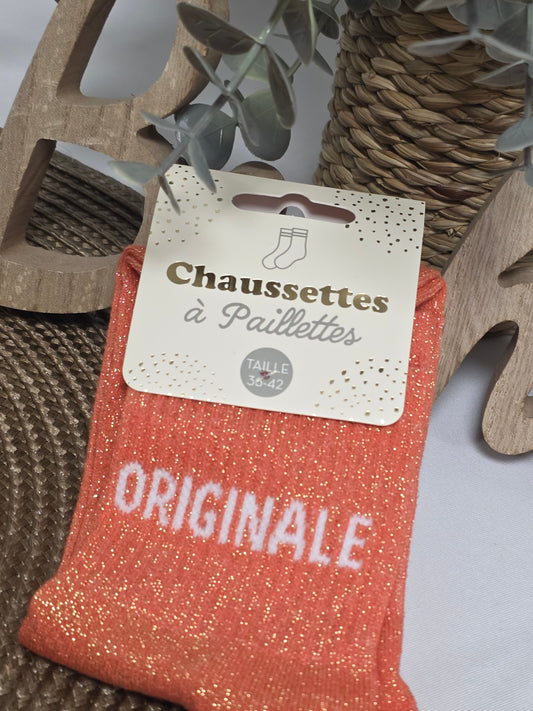 Chaussettes
à Paillettes
TAILLE
36-42
ORIGINALE